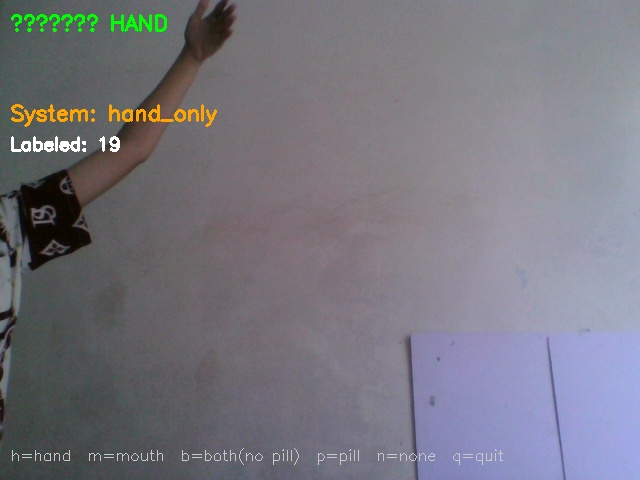 ??????? HAND
System: hand_only
Labeled: 19
h=hand m=mouth b=both(no pill) p=pill n=none q=quit